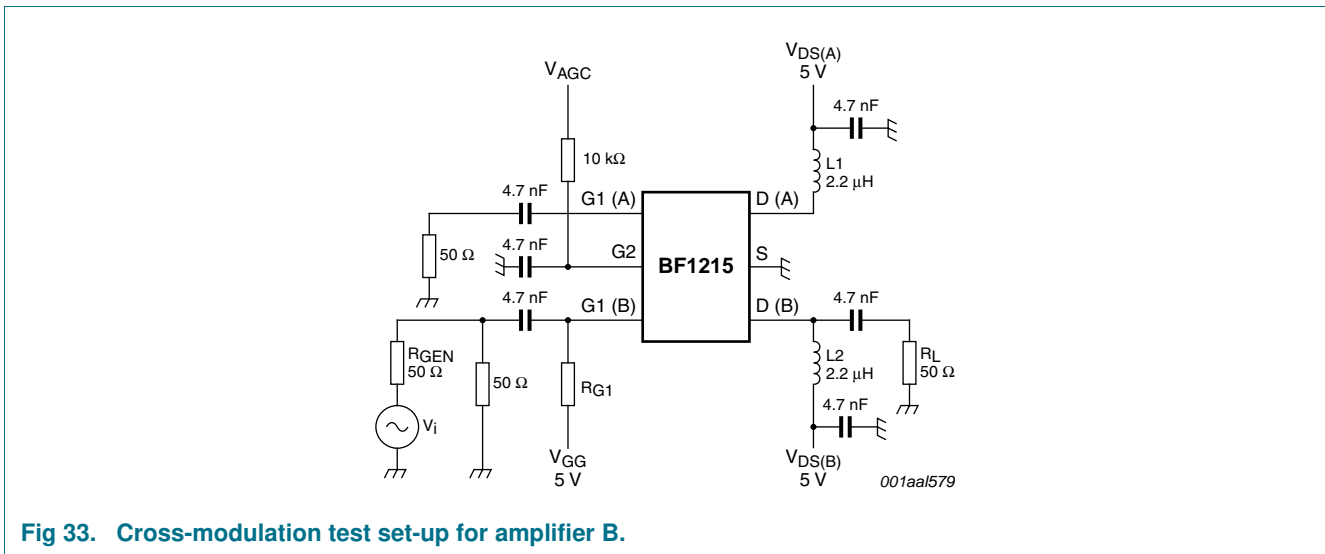 VAGC
VDS(A)
5 V
4.7 nF
10 kΩ
L1
2.2 μH
4.7 nF
G1 (A)
D (A)
50 Ω
4.7 nF
G2
BF1215
S
4.7 nF
G1 (B)
D (B)
4.7 nF
RGEN
50 Ω
50 Ω
RG1
L2
2.2 μH
RL
50 Ω
4.7 nF
Vi
VGG
5 V
VDS(B)
5 V
001aal579
Fig 33. Cross-modulation test set-up for amplifier B.